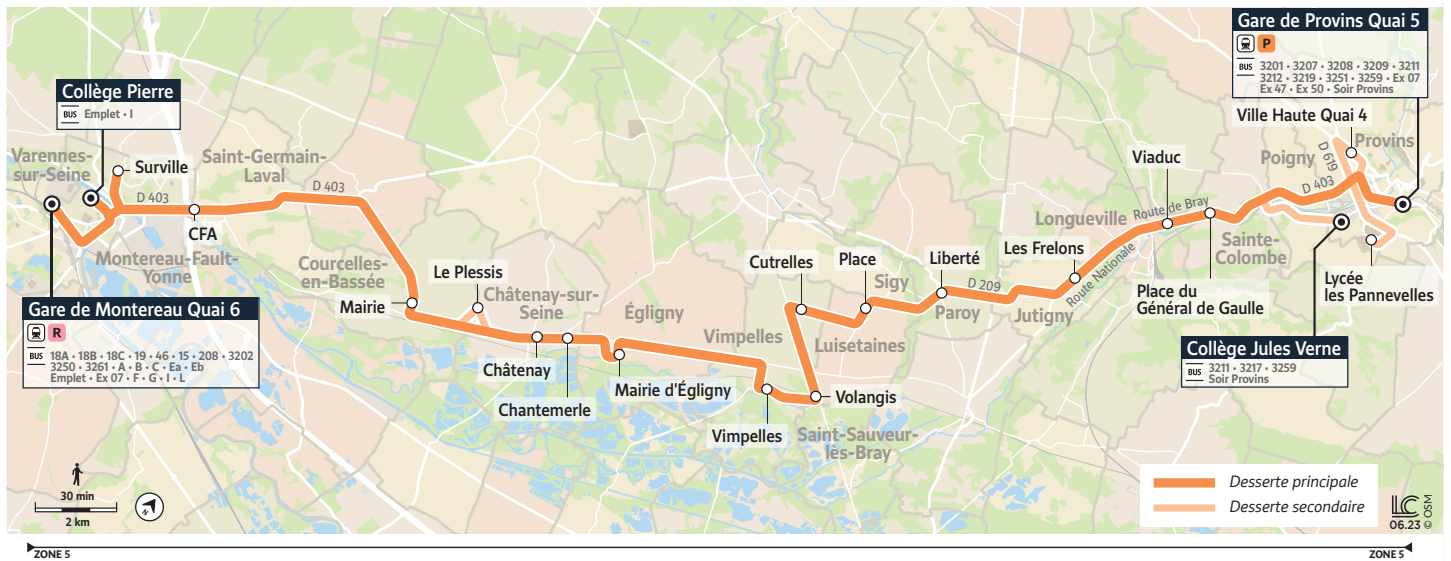 Gare de Provins Quai 5
P
BUS 3201 • 3207 • 3208 • 3209 • 3211
3212 • 3219 • 3251 • 3259 • Ex 07
Ex 47 • Ex 50 • Soir Provins
Collège Pierre
BUS Emplet • I
Ville Haute Quai 4
Varennes-
sur-Seine
Surville
Saint-Germain-
Laval
D 403
D 403
CFA
Montereau-Fault-
Yonne
Gare de Montereau Quai 6
R
BUS 18A • 18B • 18C • 19 • 46 • 15 • 208 • 3202
3250 • 3261 • A • B • C • Ea • Eb
Emplet • Ex 07 • F • G • I • L
Courcelles-
en-Bassée
Mairie
Le Plessis
Châtenay-sur-
Seine
Châtenay
Chantemerle
Égligny
Mairie d'Égligny
Vimpelles
Vimpelles
Cutrelles
Volangis
Saint-Sauveur-
lès-Bray
Luisetaines
Place
Sigy
Liberté
Paroy
D 209
Les Frelons
Jutigny
Route Nationale
Longueville
Viaduc
Route de Bray
Place du
Général de Gaulle
Sainte-
Colombe
Poigny
D 619
Provins
D 403
Lycée
les Pannevelles
Collège Jules Verne
BUS 3211 • 3217 • 3259
Soir Provins
Desserte principale
Desserte secondaire
30 min
2 km
N
LC
06.23
© OSM
ZONE 5
ZONE 5